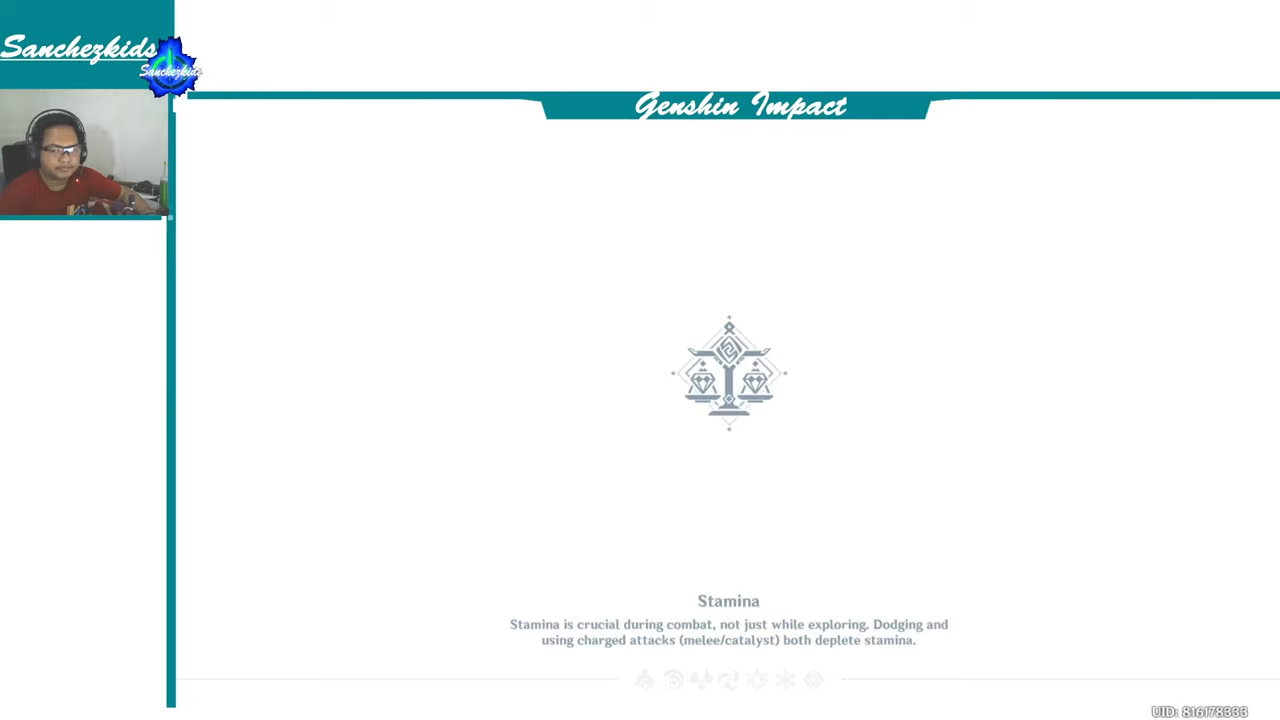 Sanchezkids
Sanchezkids
Genshin Impact
Stamina
Stamina is crucial during combat, not just while exploring. Dodging and
using charged attacks (melee/catalyst) both deplete stamina.
UID: 816178333